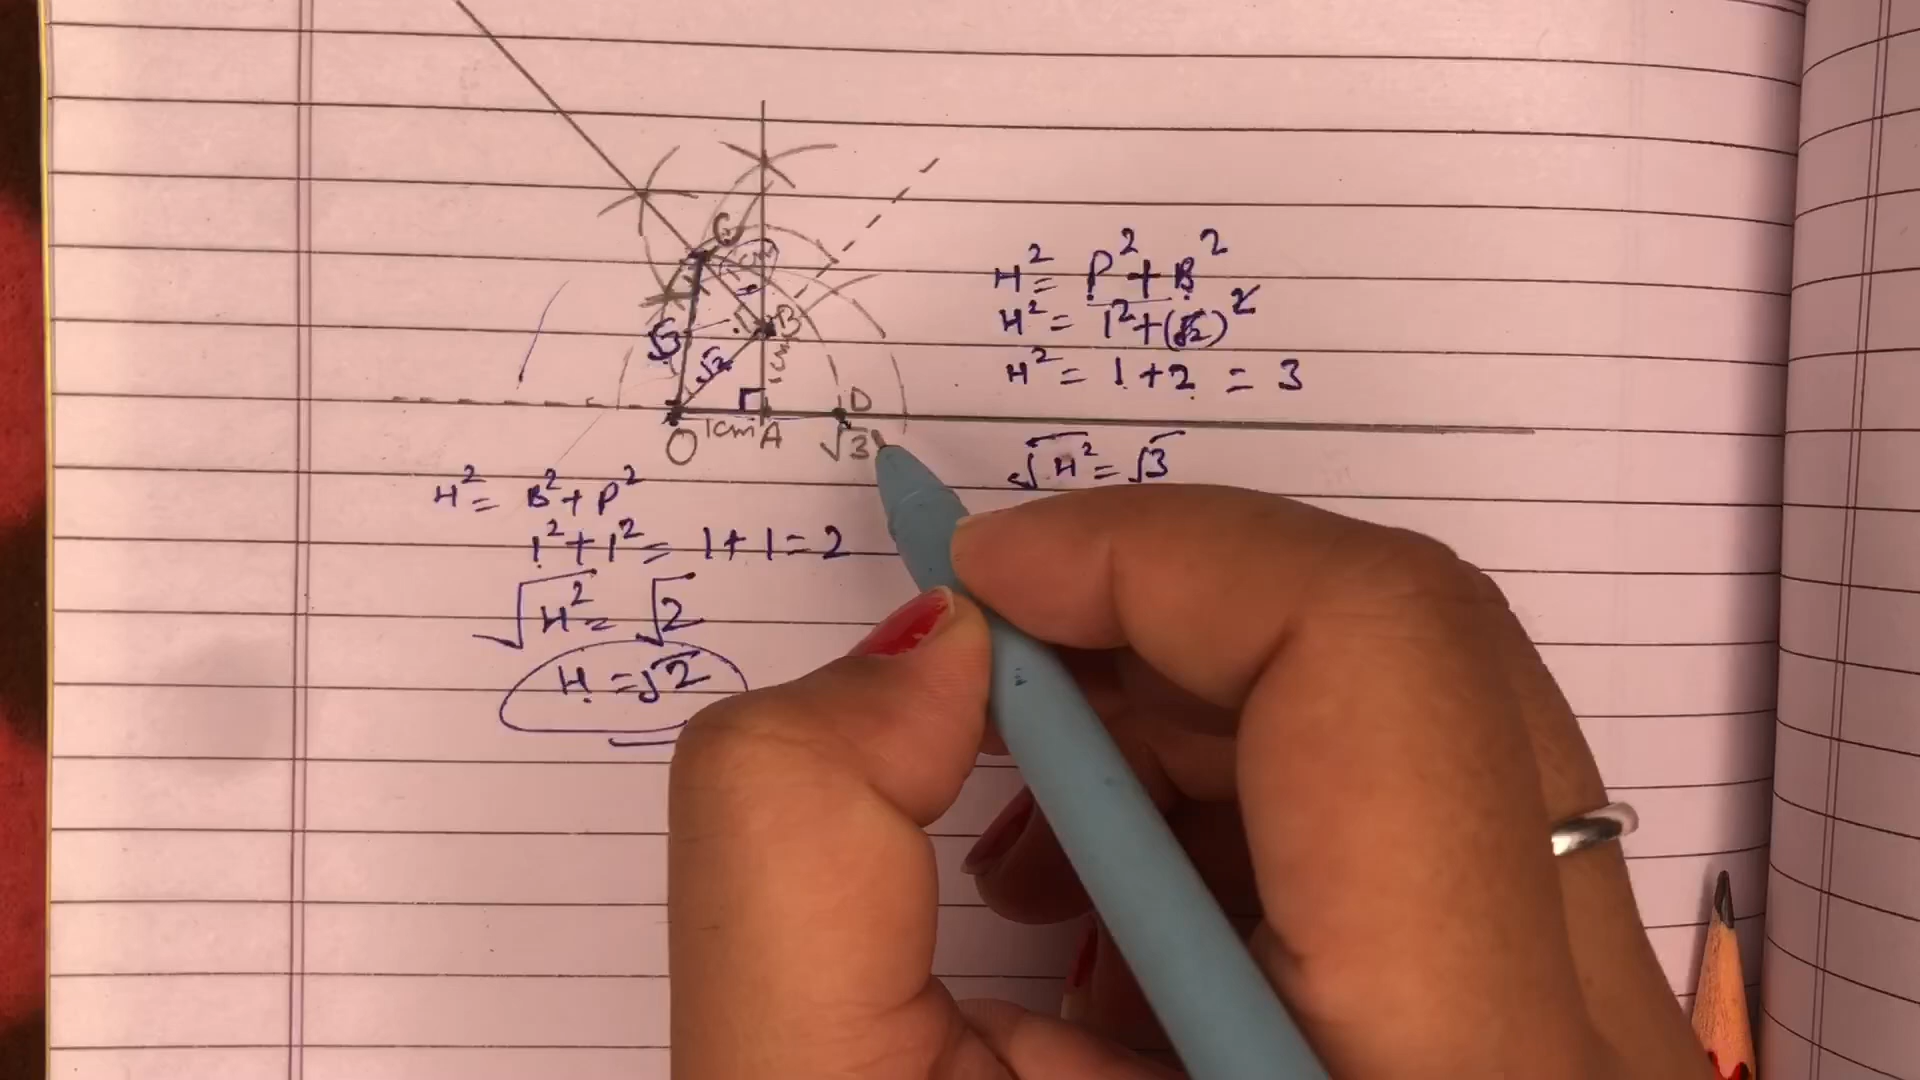 C
1cm
B
√3
√2
1cm
O
1cm
A
D
√3
H² = P² + B²
H² = 1² + (√2)²
H² = 1 + 2 = 3
√H² = √3
H² = B² + P²
1² + 1² = 1 + 1 = 2
√H² = √2
H = √2